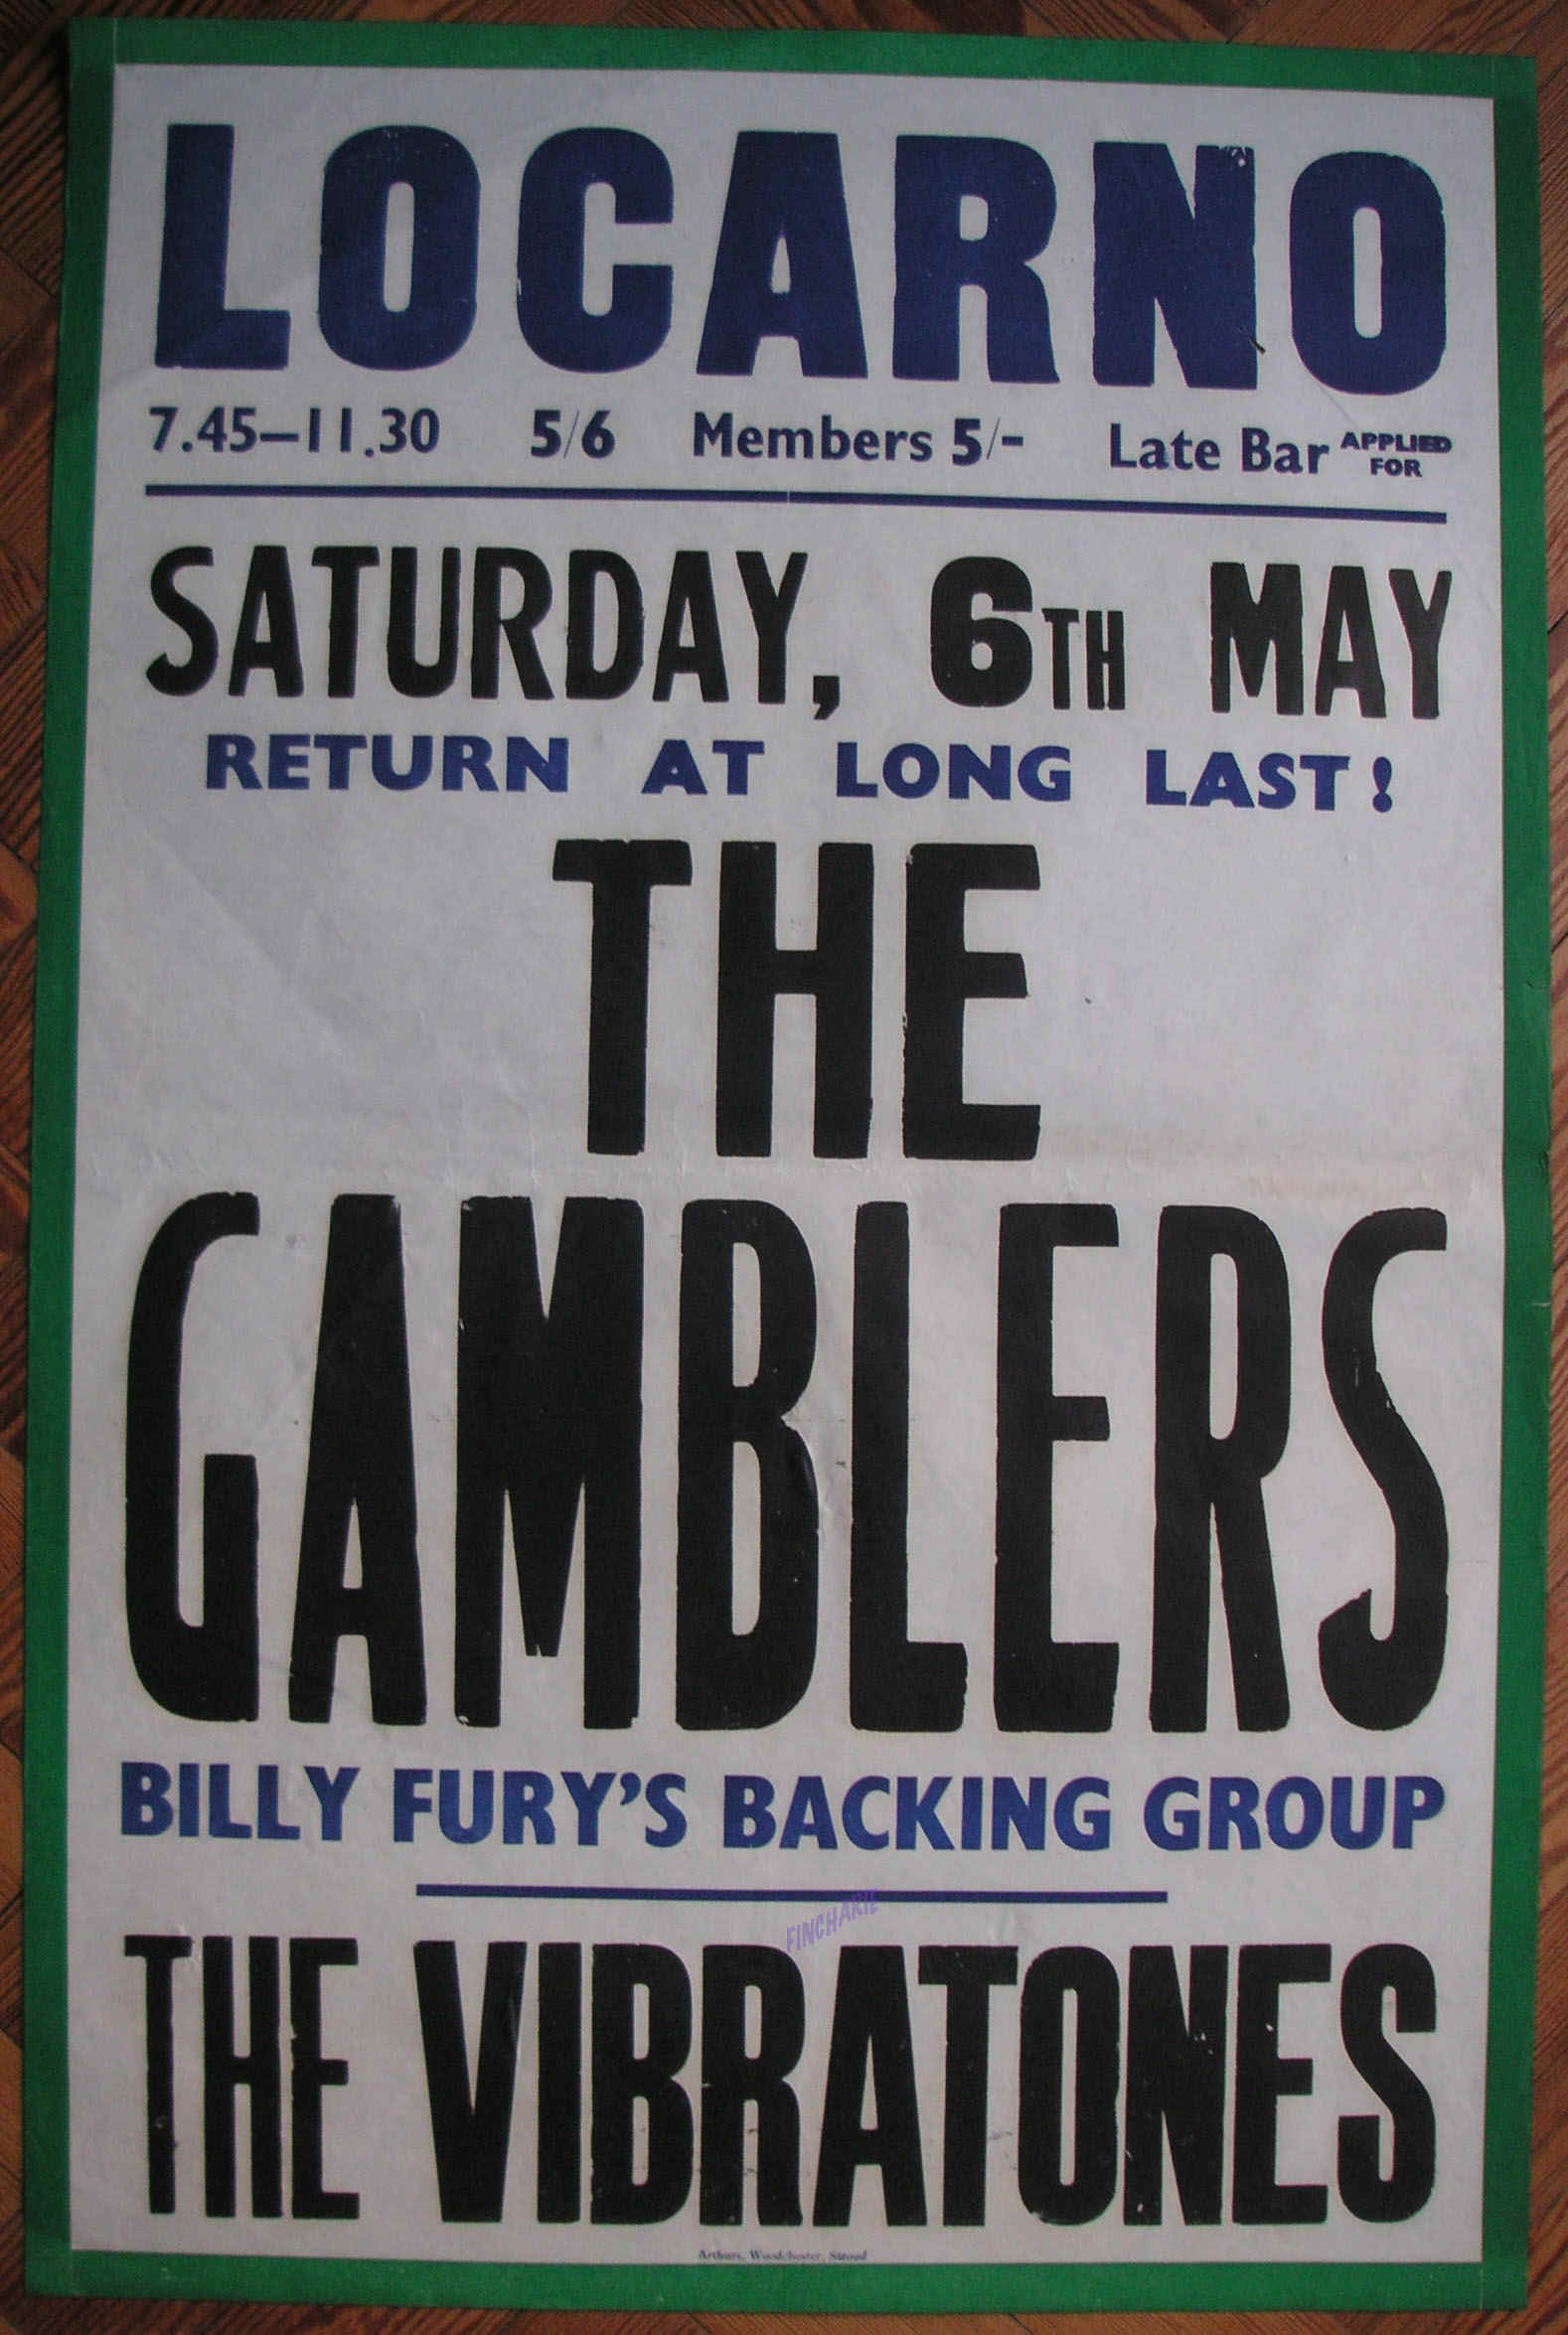 LOCARNO
7.45–11.30 5/6 Members 5/- Late Bar APPLIED FOR
SATURDAY, 6TH MAY
RETURN AT LONG LAST!
THE
GAMBLERS
BILLY FURY'S BACKING GROUP
FINCHARIE
THE VIBRATONES
Arthurs, Woodchester, Stroud